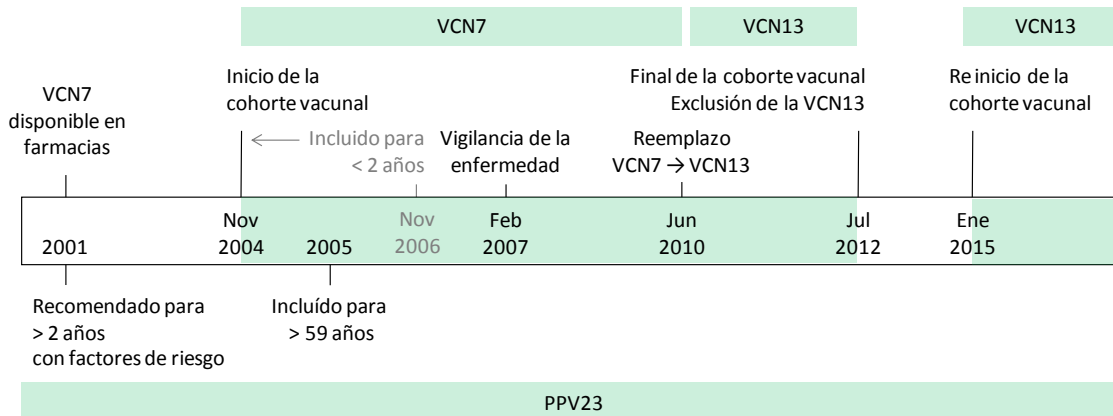 VCN7
VCN13
VCN13
VCN7
disponible en
farmacias
Inicio de la
cohorte vacunal
Incluido para
< 2 años
Vigilancia de la
enfermedad
Reemplazo
VCN7 → VCN13
Final de la coborte vacunal
Exclusión de la VCN13
Re inicio de la
cohorte vacunal
2001
Nov
2004
2005
Nov
2006
Feb
2007
Jun
2010
Jul
2012
Ene
2015
Recomendado para
> 2 años
con factores de riesgo
Incluído para
> 59 años
PPV23